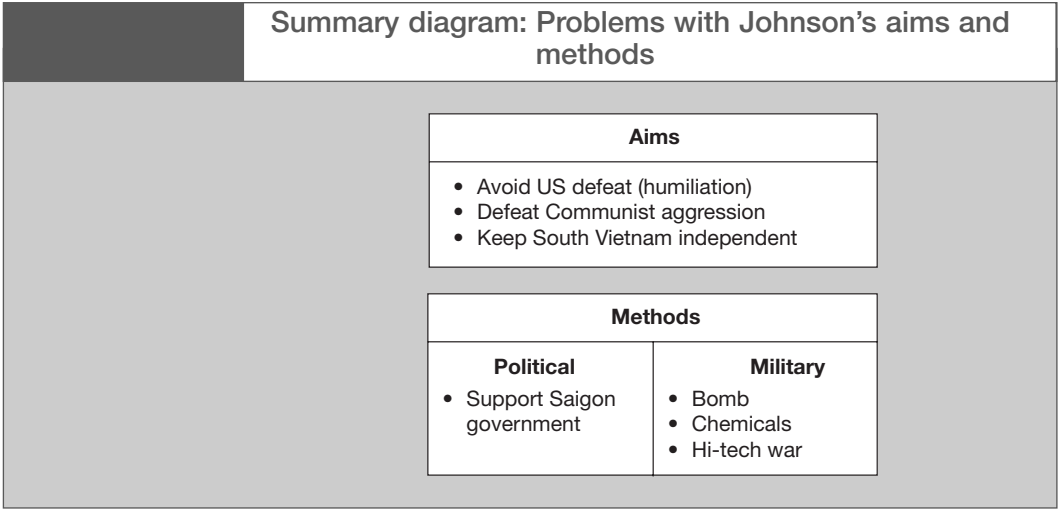 Summary diagram: Problems with Johnson's aims and
methods
Aims
• Avoid US defeat (humiliation)
• Defeat Communist aggression
• Keep South Vietnam independent
Methods
Political
• Support Saigon
government
Military
• Bomb
• Chemicals
• Hi-tech war